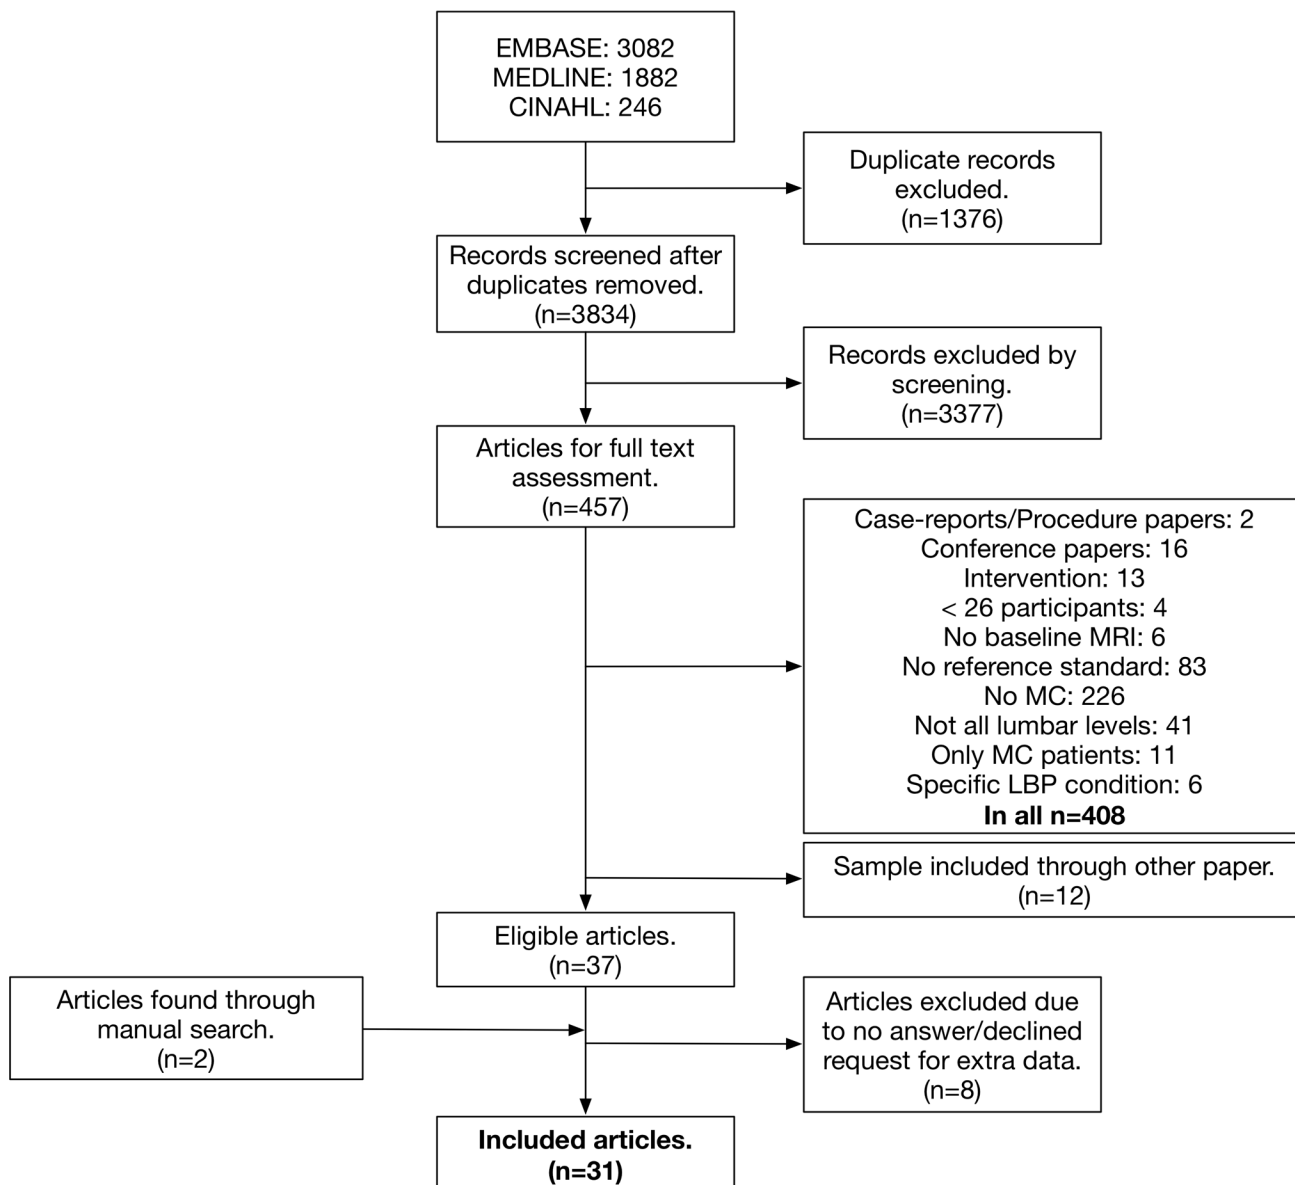 EMBASE: 3082
MEDLINE: 1882
CINAHL: 246
Duplicate records
excluded.
(n=1376)
Records screened after
duplicates removed.
(n=3834)
Records excluded by
screening.
(n=3377)
Articles for full text
assessment.
(n=457)
Case-reports/Procedure papers: 2
Conference papers: 16
Intervention: 13
< 26 participants: 4
No baseline MRI: 6
No reference standard: 83
No MC: 226
Not all lumbar levels: 41
Only MC patients: 11
Specific LBP condition: 6
In all n=408
Sample included through other paper.
(n=12)
Eligible articles.
(n=37)
Articles found through
manual search.
(n=2)
Articles excluded due
to no answer/declined
request for extra data.
(n=8)
Included articles.
(n=31)